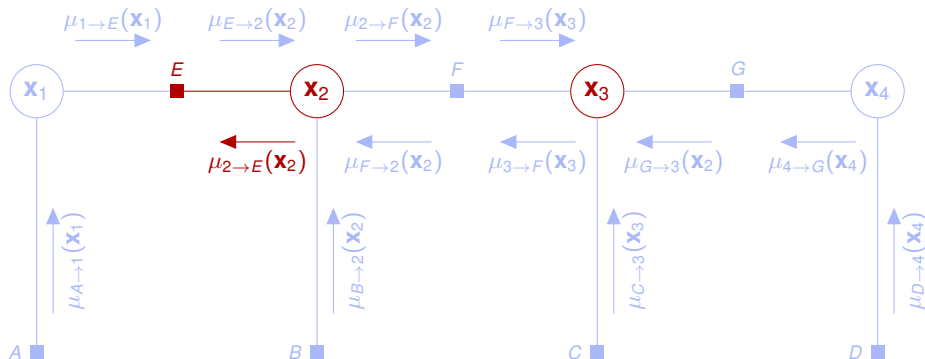 μ₁→E(x₁) μE→2(x₂) μ2→F(x₂) μF→3(x₃)
E F G
x₁ x₂ x₃ x₄
μ2→E(x₂) μF→2(x₂) μ3→F(x₃) μG→3(x₂) μ4→G(x₄)
μA→1(x₁) μB→2(x₂) μC→3(x₃) μD→4(x₄)
A B C D